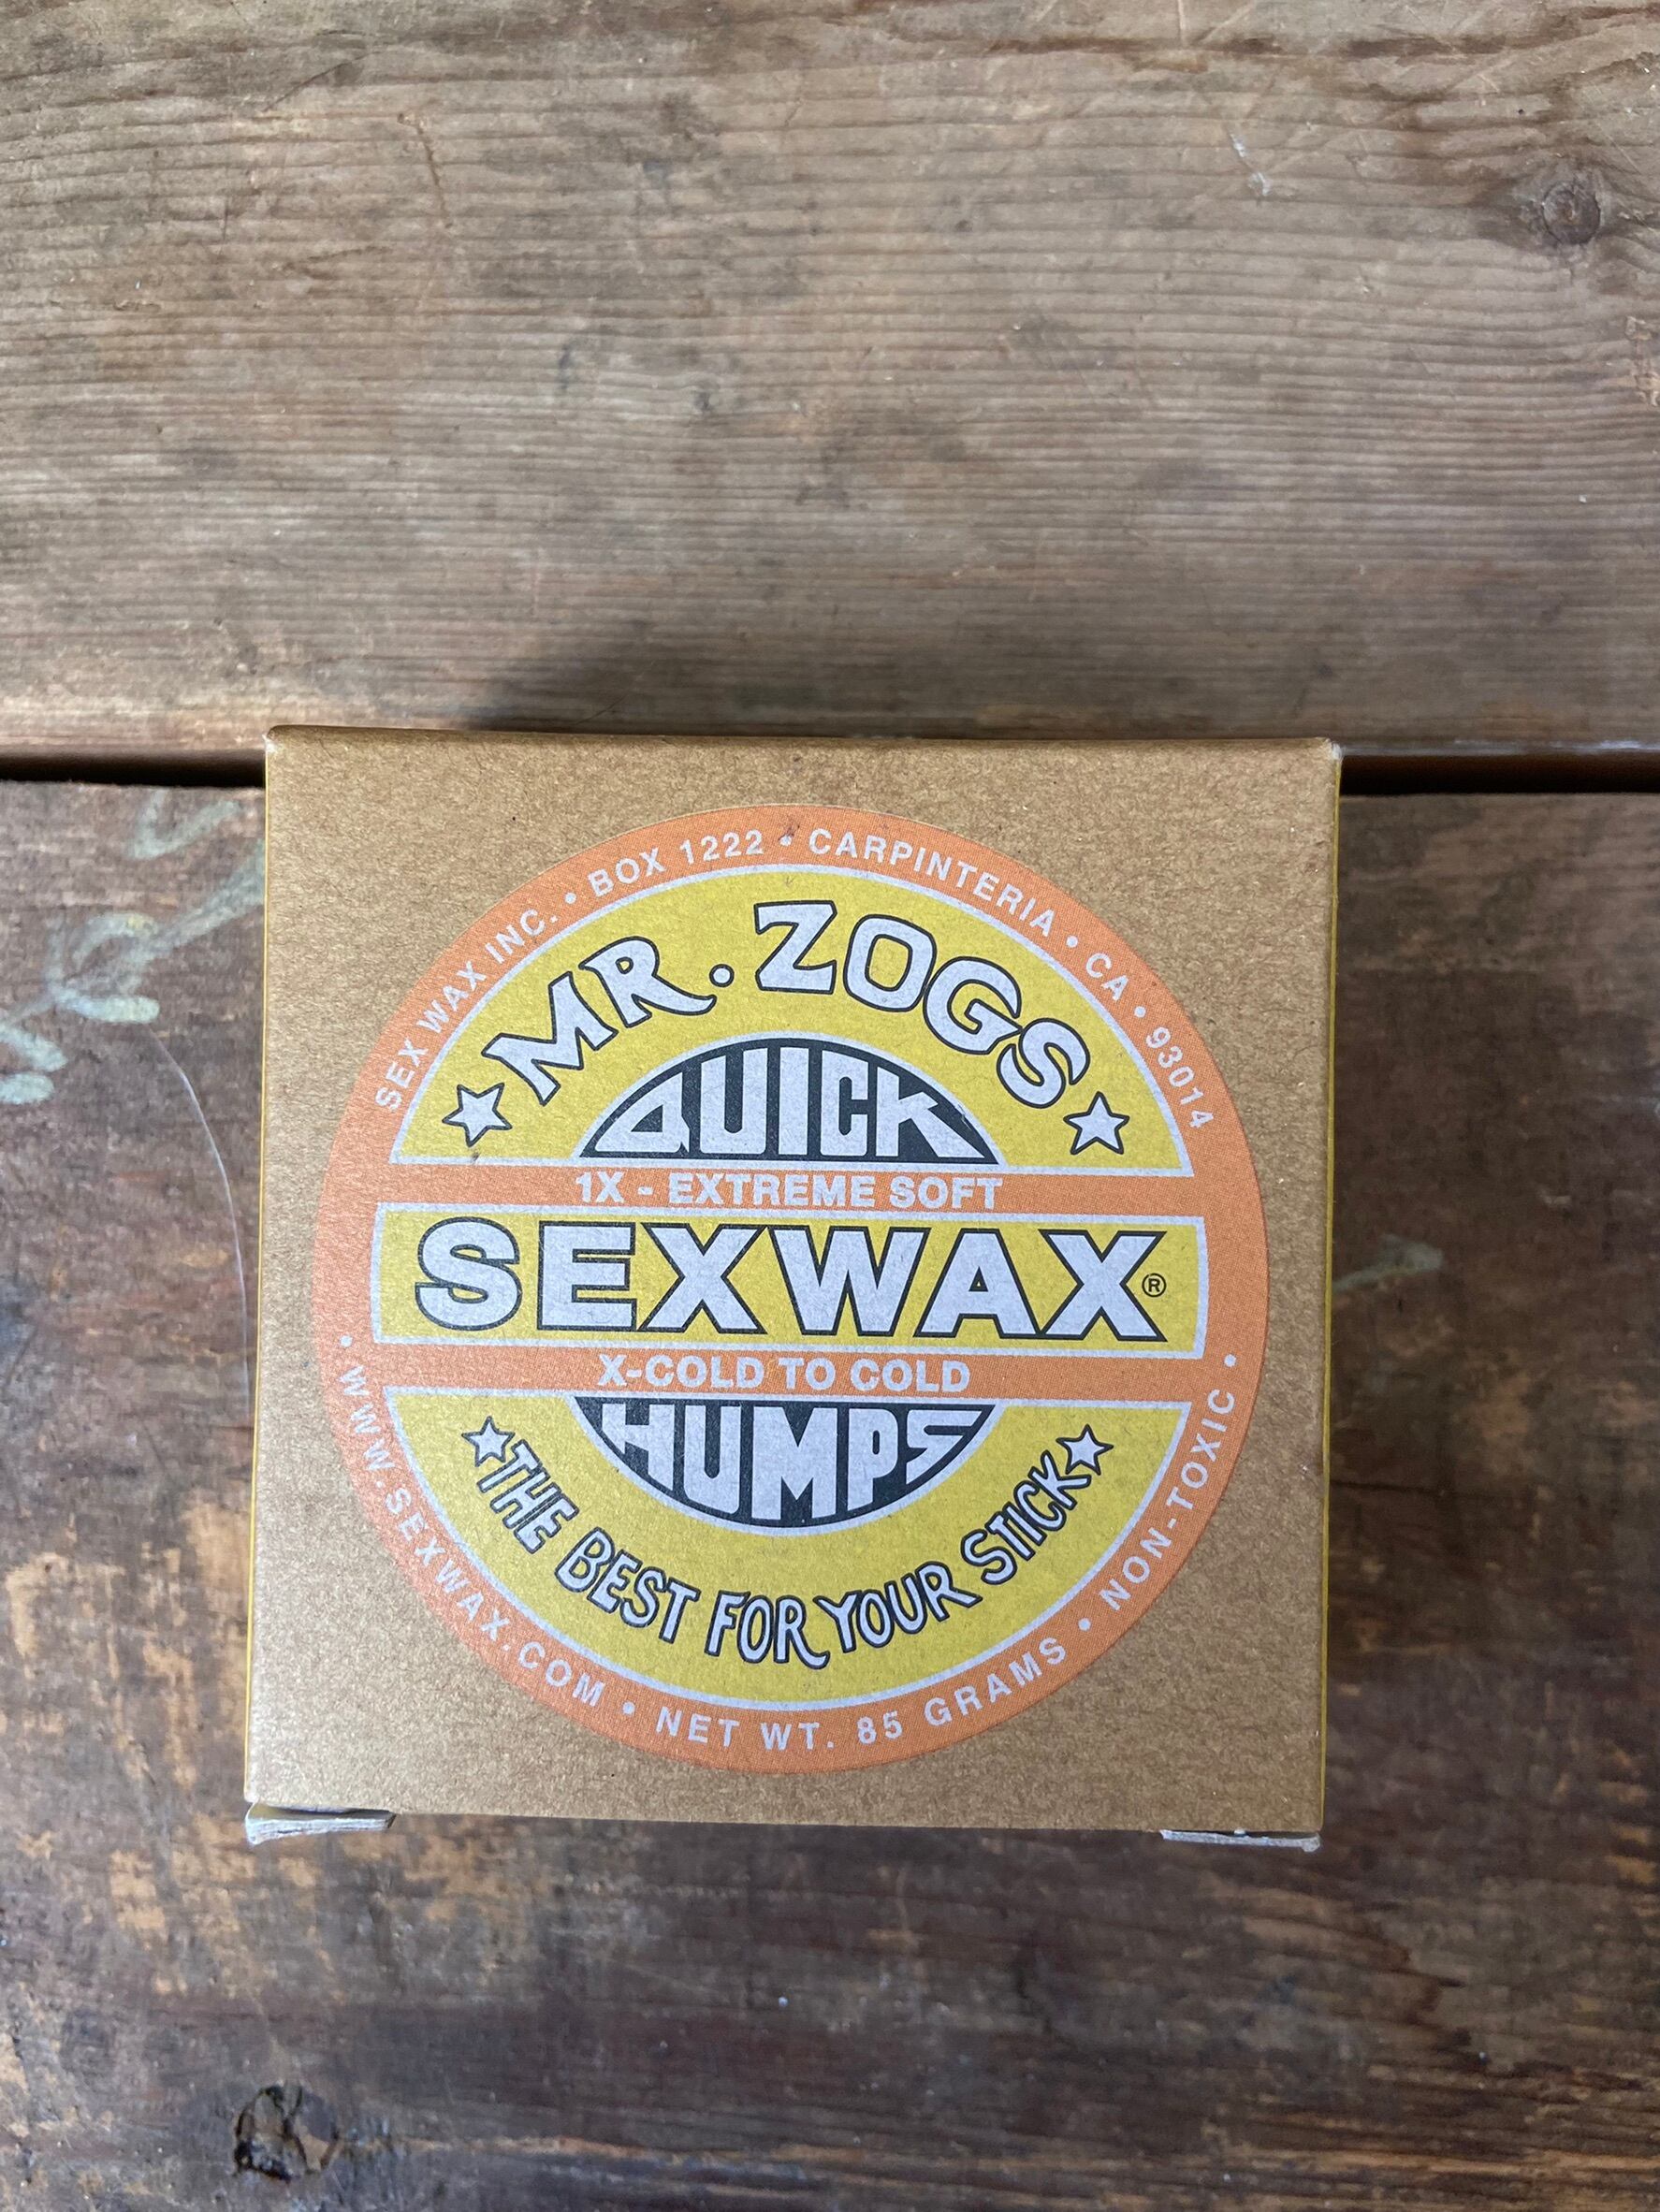 SEX WAX INC. • BOX 1222 • CARPINTERIA • CA • 93014
MR. ZOGS
QUICK
1X - EXTREME SOFT
SEXWAX®
X-COLD TO COLD
HUMPS
THE BEST FOR YOUR STICK
• WWW.SEXWAX.COM • NET WT. 85 GRAMS • NON-TOXIC •